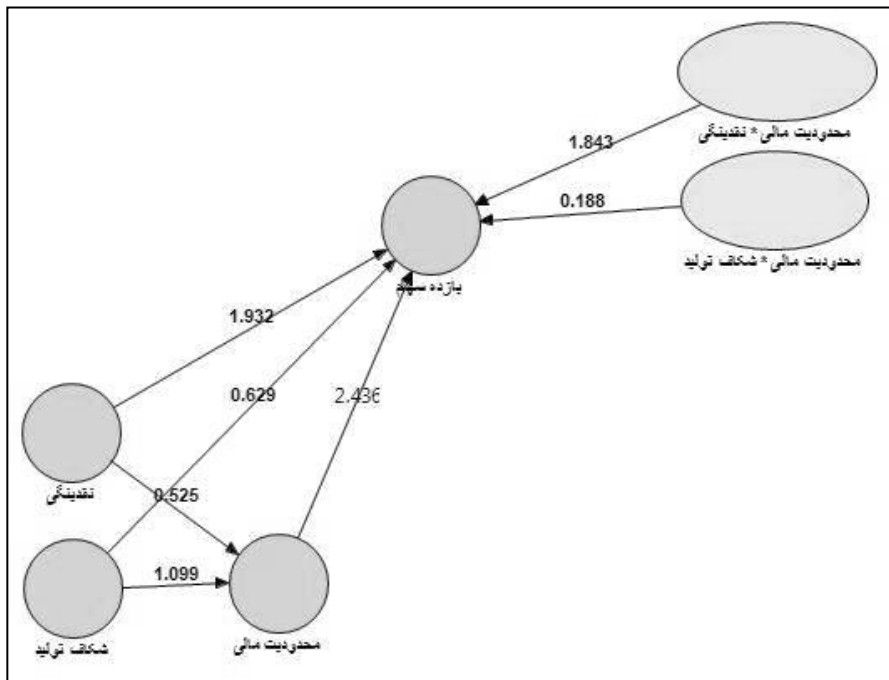 محدودیت مالی * نقدینگی
1.843
0.188
محدودیت مالی * شکاف تولید
بازده سهام
1.932
0.629
2.436
نقدینگی
0.525
1.099
شکاف تولید
محدودیت مالی